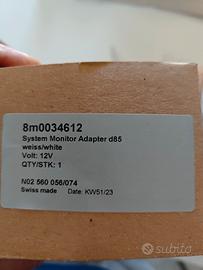 8m0034612
System Monitor Adapter d85
weiss/white
Volt: 12V
QTY/STK: 1
N02 560 056/074
Swiss made Date: KW51/23
subito